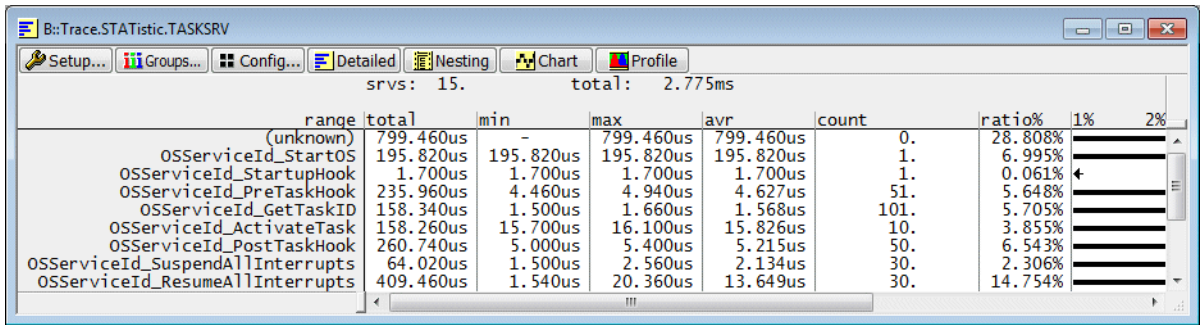 B::Trace.STATistic.TASKSRV
Setup... Groups... Config... Detailed Nesting Chart Profile
srvs: 15. total: 2.775ms
range total min max avr count ratio% 1% 2%
(unknown) 799.460us - 799.460us 799.460us 0. 28.808%
OSServiceId_StartOS 195.820us 195.820us 195.820us 195.820us 1. 6.995%
OSServiceId_StartupHook 1.700us 1.700us 1.700us 1.700us 1. 0.061%
OSServiceId_PreTaskHook 235.960us 4.460us 4.940us 4.627us 51. 5.648%
OSServiceId_GetTaskID 158.340us 1.500us 1.660us 1.568us 101. 5.705%
OSServiceId_ActivateTask 158.260us 15.700us 16.100us 15.826us 10. 3.855%
OSServiceId_PostTaskHook 260.740us 5.000us 5.400us 5.215us 50. 6.543%
OSServiceId_SuspendAllInterrupts 64.020us 1.500us 2.560us 2.134us 30. 2.306%
OSServiceId_ResumeAllInterrupts 409.460us 1.540us 20.360us 13.649us 30. 14.754%